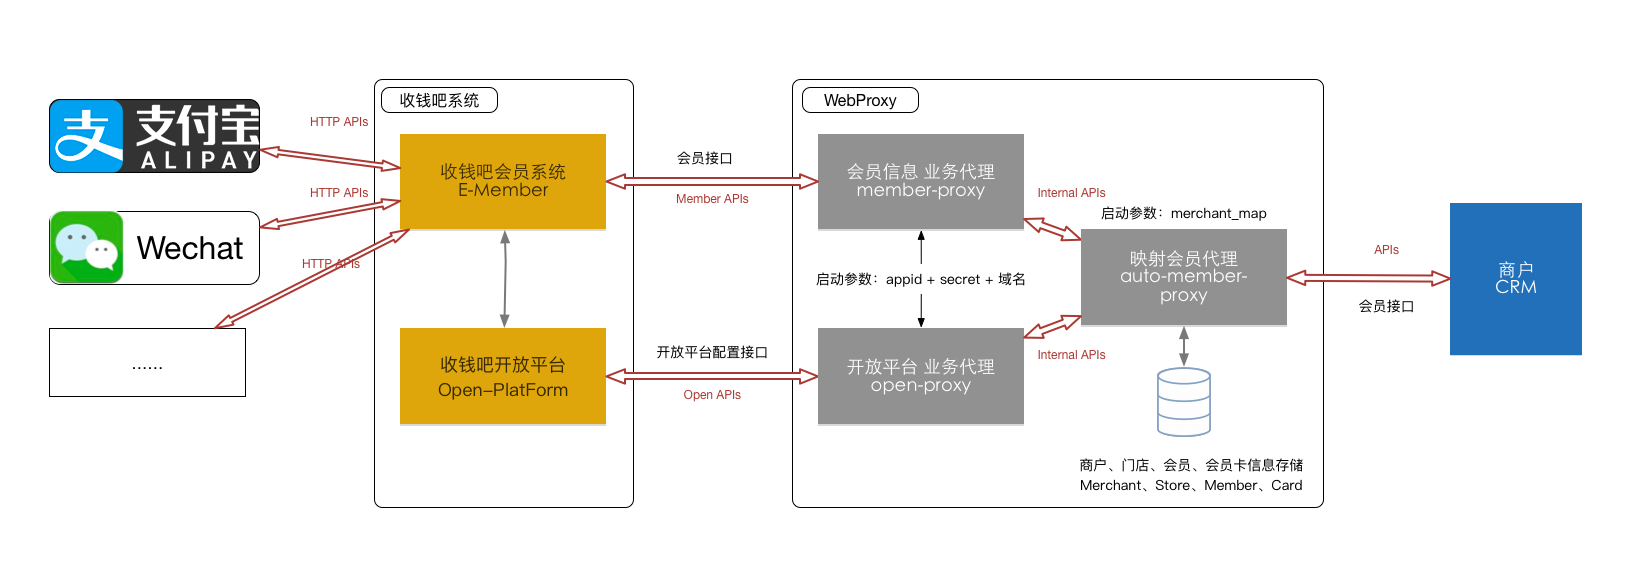 支付宝
ALIPAY
HTTP APIs
Wechat
HTTP APIs
HTTP APIs
......
收钱吧系统
收钱吧会员系统
E-Member
收钱吧开放平台
Open-PlatForm
会员接口
Member APIs
开放平台配置接口
Open APIs
WebProxy
会员信息 业务代理
member-proxy
启动参数：appid + secret + 域名
开放平台 业务代理
open-proxy
Internal APIs
启动参数：merchant_map
映射会员代理
auto-member-
proxy
Internal APIs
商户、门店、会员、会员卡信息存储
Merchant、Store、Member、Card
APIs
会员接口
商户
CRM